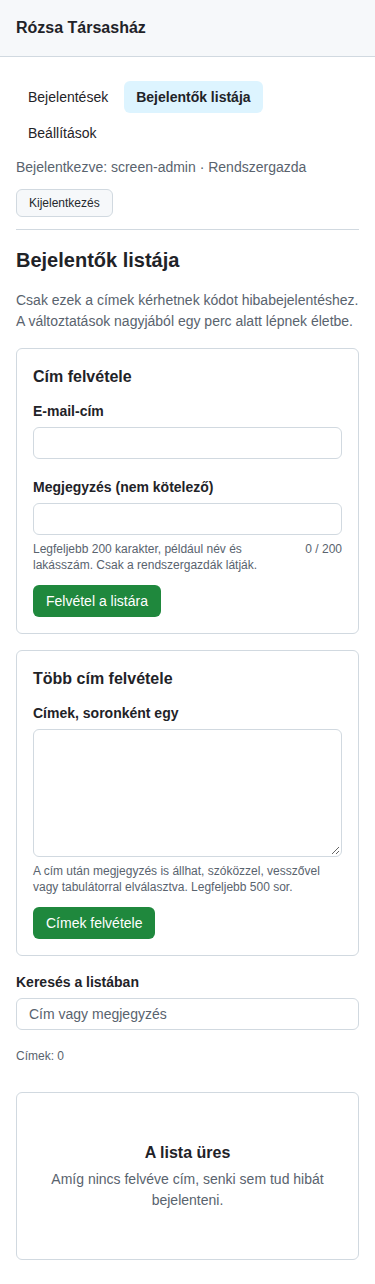 Rózsa Társasház
Bejelentések
Bejelentők listája
Beállítások
Bejelentkezve: screen-admin · Rendszergazda
Kijelentkezés
Bejelentők listája
Csak ezek a címek kérhetnek kódot hibabejelentéshez.
A változtatások nagyjából egy perc alatt lépnek életbe.
Cím felvétele
E-mail-cím
Megjegyzés (nem kötelező)
Legfeljebb 200 karakter, például név és
lakásszám. Csak a rendszergazdák látják.
0 / 200
Felvétel a listára
Több cím felvétele
Címek, soronként egy
A cím után megjegyzés is állhat, szóközzel, vesszővel
vagy tabulátorral elválasztva. Legfeljebb 500 sor.
Címek felvétele
Keresés a listában
Cím vagy megjegyzés
Címek: 0
A lista üres
Amíg nincs felvéve cím, senki sem tud hibát
bejelenteni.